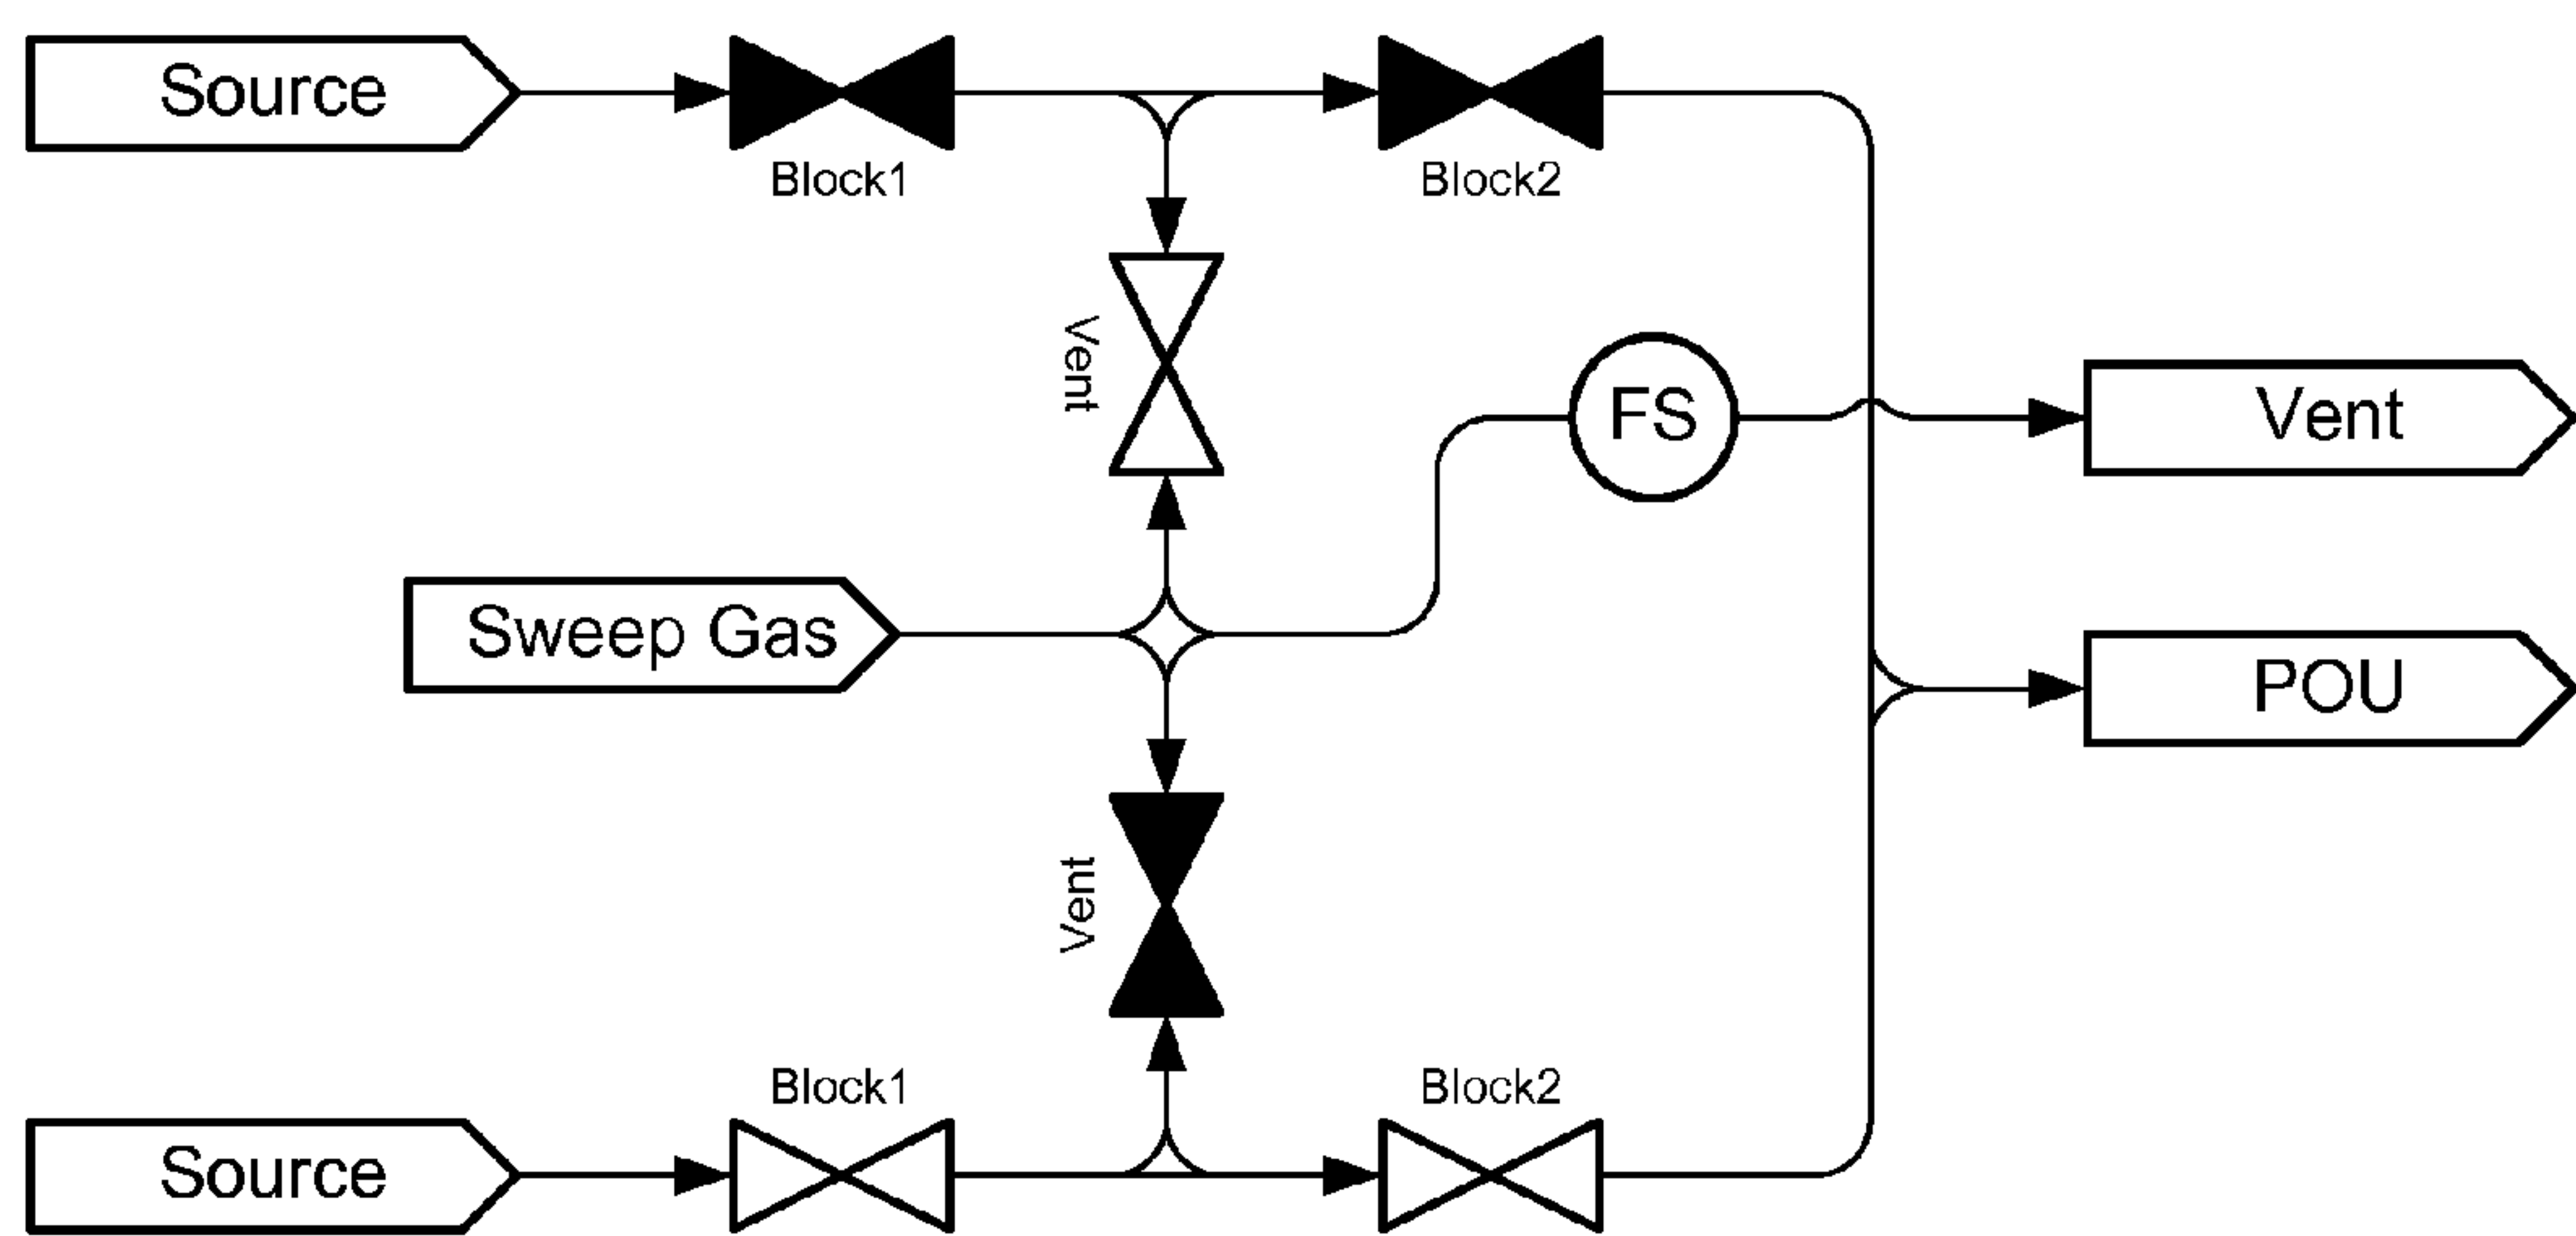 Source
Block1
Block2
Vent
FS
Vent
Sweep Gas
POU
Vent
Block1
Block2
Source